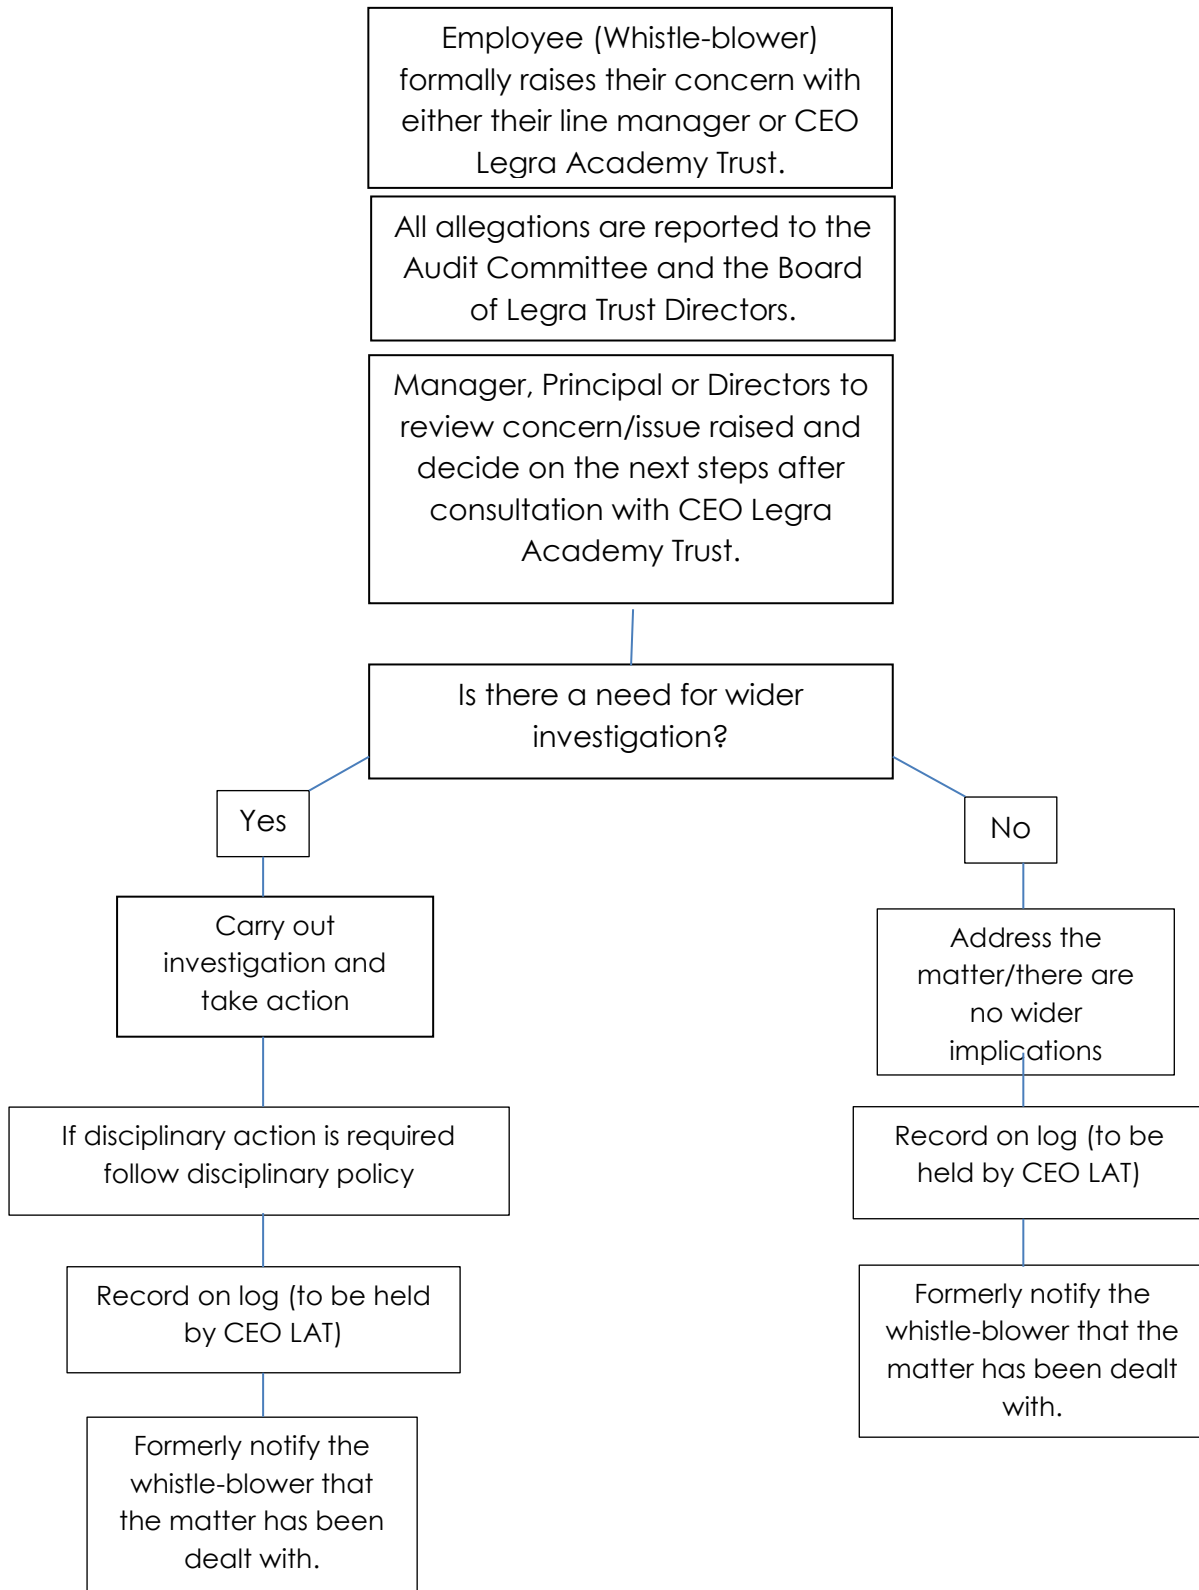 Employee (Whistle-blower)
formally raises their concern with
either their line manager or CEO
Legra Academy Trust.
All allegations are reported to the
Audit Committee and the Board
of Legra Trust Directors.
Manager, Principal or Directors to
review concern/issue raised and
decide on the next steps after
consultation with CEO Legra
Academy Trust.
Is there a need for wider
investigation?
Yes
Carry out
investigation and
take action
If disciplinary action is required
follow disciplinary policy
Record on log (to be held
by CEO LAT)
Formerly notify the
whistle-blower that
the matter has been
dealt with.
No
Address the
matter/there are
no wider
implications
Record on log (to be
held by CEO LAT)
Formerly notify the
whistle-blower that the
matter has been dealt
with.